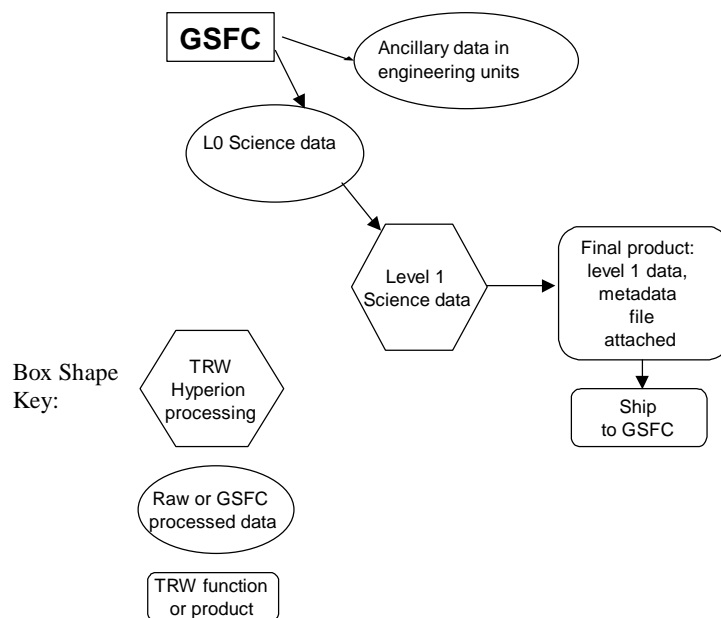 GSFC
Ancillary data in
engineering units
L0 Science data
Level 1
Science data
Final product:
level 1 data,
metadata
file
attached
Ship
to GSFC
Box Shape
Key:
TRW
Hyperion
processing
Raw or GSFC
processed data
TRW function
or product